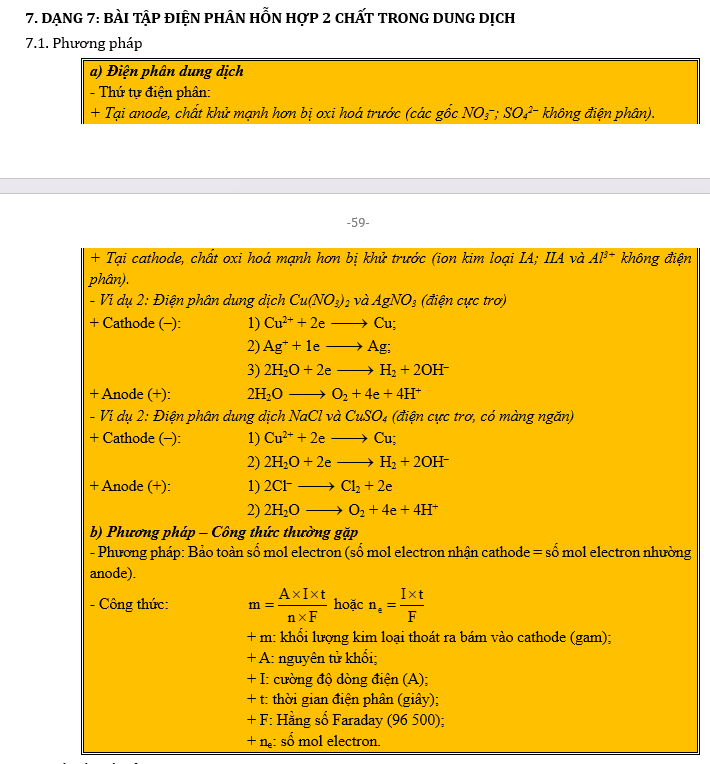 7. DẠNG 7: BÀI TẬP ĐIỆN PHÂN HỖN HỢP 2 CHẤT TRONG DUNG DỊCH
7.1. Phương pháp
a) Điện phân dung dịch
- Thứ tự điện phân:
+ Tại anode, chất khử mạnh hơn bị oxi hoá trước (các gốc NO₃⁻; SO₄²⁻ không điện phân).
-59-
+ Tại cathode, chất oxi hoá mạnh hơn bị khử trước (ion kim loại IA; IIA và Al³⁺ không điện
phân).
- Ví dụ 2: Điện phân dung dịch Cu(NO₃)₂ và AgNO₃ (điện cực trơ)
+ Cathode (–): 1) Cu²⁺ + 2e ⟶ Cu;
2) Ag⁺ + 1e ⟶ Ag;
3) 2H₂O + 2e ⟶ H₂ + 2OH⁻
+ Anode (+): 2H₂O ⟶ O₂ + 4e + 4H⁺
- Ví dụ 2: Điện phân dung dịch NaCl và CuSO₄ (điện cực trơ, có màng ngăn)
+ Cathode (–): 1) Cu²⁺ + 2e ⟶ Cu;
2) 2H₂O + 2e ⟶ H₂ + 2OH⁻
+ Anode (+): 1) 2Cl⁻ ⟶ Cl₂ + 2e
2) 2H₂O ⟶ O₂ + 4e + 4H⁺
b) Phương pháp – Công thức thường gặp
- Phương pháp: Bảo toàn số mol electron (số mol electron nhận cathode = số mol electron nhường
anode).
- Công thức: m = (A×I×t)/(n×F) hoặc nₑ = (I×t)/F
+ m: khối lượng kim loại thoát ra bám vào cathode (gam);
+ A: nguyên tử khối;
+ I: cường độ dòng điện (A);
+ t: thời gian điện phân (giây);
+ F: Hằng số Faraday (96 500);
+ nₑ: số mol electron.